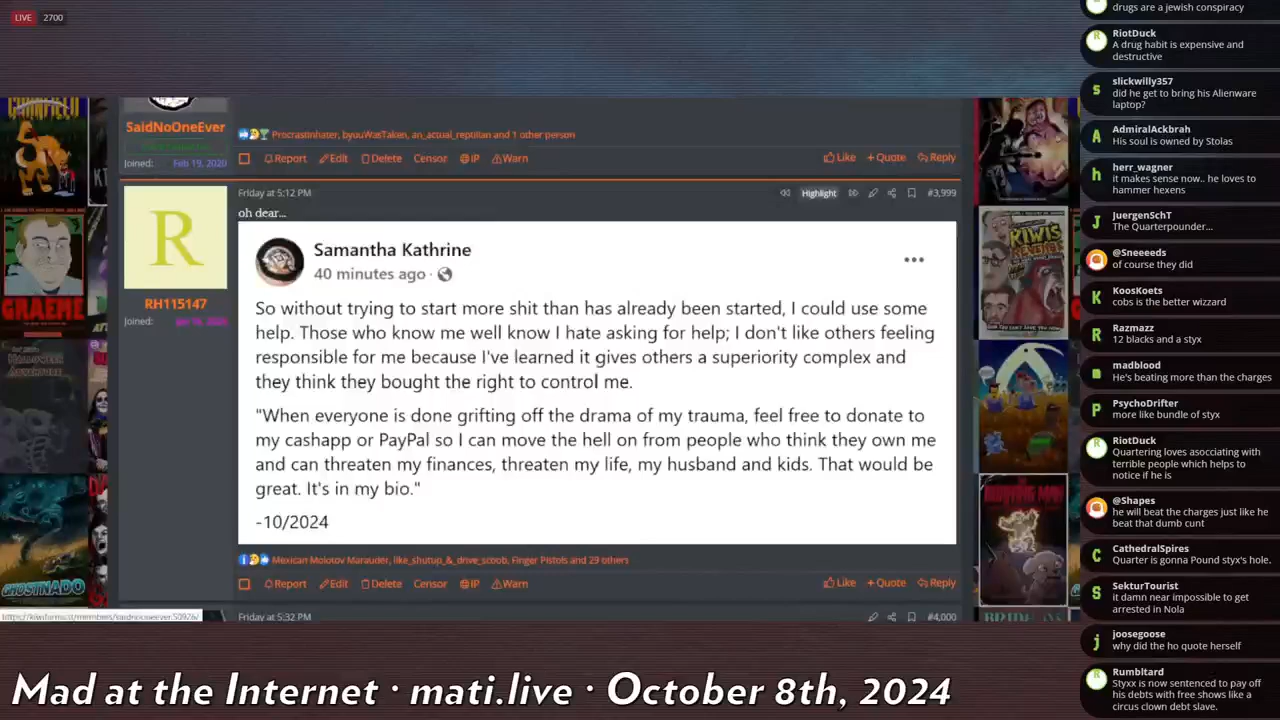 LIVE 2700
SaidNoOneEver
Joined: Feb 19, 2020
Procrastinhater, byuuWasTaken, an_actual_reptilian and 1 other person
Report Edit Delete Censor IP Warn
Like + Quote Reply
GRAEME
GHOSTNADO
R
RH115147
Joined:
Friday at 5:12 PM
Highlight
#3,999
oh dear...
Samantha Kathrine
40 minutes ago ·
So without trying to start more shit than has already been started, I could use some
help. Those who know me well know I hate asking for help; I don't like others feeling
responsible for me because I've learned it gives others a superiority complex and
they think they bought the right to control me.
"When everyone is done grifting off the drama of my trauma, feel free to donate to
my cashapp or PayPal so I can move the hell on from people who think they own me
and can threaten my finances, threaten my life, my husband and kids. That would be
great. It's in my bio."
-10/2024
Mexican Molotov Marauder, like_shutup_&_drive_scoob, Finger Pistols and 29 others
Report Edit Delete Censor IP Warn
Like + Quote Reply
Friday at 5:32 PM
#4,000
KIWIS
REVENGE
Mad at the Internet · mati.live · October 8th, 2024
drugs are a jewish conspiracy
RiotDuck
A drug habit is expensive and
destructive
slickwilly357
did he get to bring his Alienware
laptop?
AdmiralAckbrah
His soul is owned by Stolas
herr_wagner
it makes sense now.. he loves to
hammer hexens
JuergenSchT
The Quarterpounder...
@Sneeeeds
of course they did
KoosKoets
cobs is the better wizzard
Razmazz
12 blacks and a styx
madblood
He's beating more than the charges
PsychoDrifter
more like bundle of styx
RiotDuck
Quartering loves asocciating with
terrible people which helps to
notice if he is
@Shapes
he will beat the charges just like he
beat that dumb cunt
CathedralSpires
Quarter is gonna Pound styx's hole.
SekturTourist
it damn near impossible to get
arrested in Nola
joosegoose
why did the ho quote herself
Rumbltard
Styxx is now sentenced to pay off
his debts with free shows like a
circus clown debt slave.